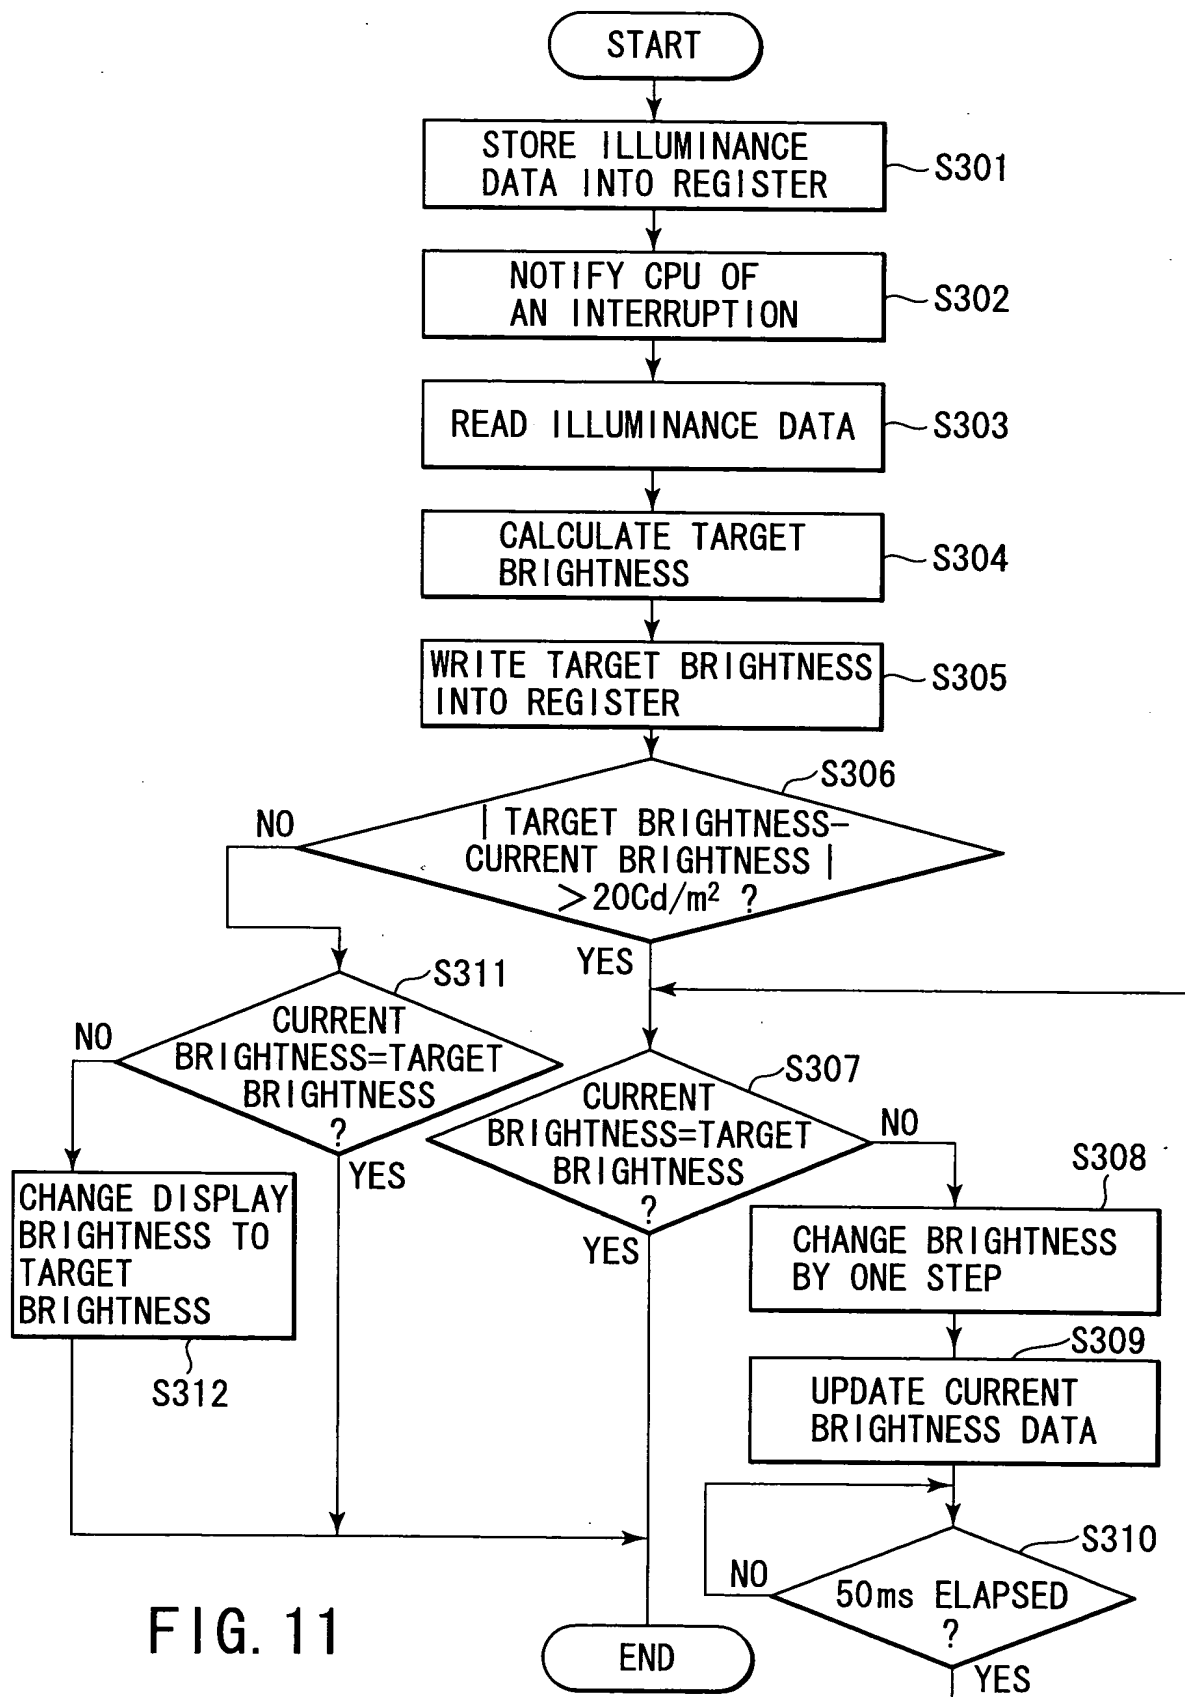 START
STORE ILLUMINANCE
DATA INTO REGISTER
S301
NOTIFY CPU OF
AN INTERRUPTION
S302
READ ILLUMINANCE DATA
S303
CALCULATE TARGET
BRIGHTNESS
S304
WRITE TARGET BRIGHTNESS
INTO REGISTER
S305
S306
NO
| TARGET BRIGHTNESS-
CURRENT BRIGHTNESS |
>20Cd/m² ?
YES
S311
NO
CURRENT
BRIGHTNESS=TARGET
BRIGHTNESS
?
YES
S307
CURRENT
BRIGHTNESS=TARGET
BRIGHTNESS
?
NO
YES
CHANGE DISPLAY
BRIGHTNESS TO
TARGET
BRIGHTNESS
S312
S308
CHANGE BRIGHTNESS
BY ONE STEP
S309
UPDATE CURRENT
BRIGHTNESS DATA
S310
NO
50ms ELAPSED
?
YES
END
FIG. 11